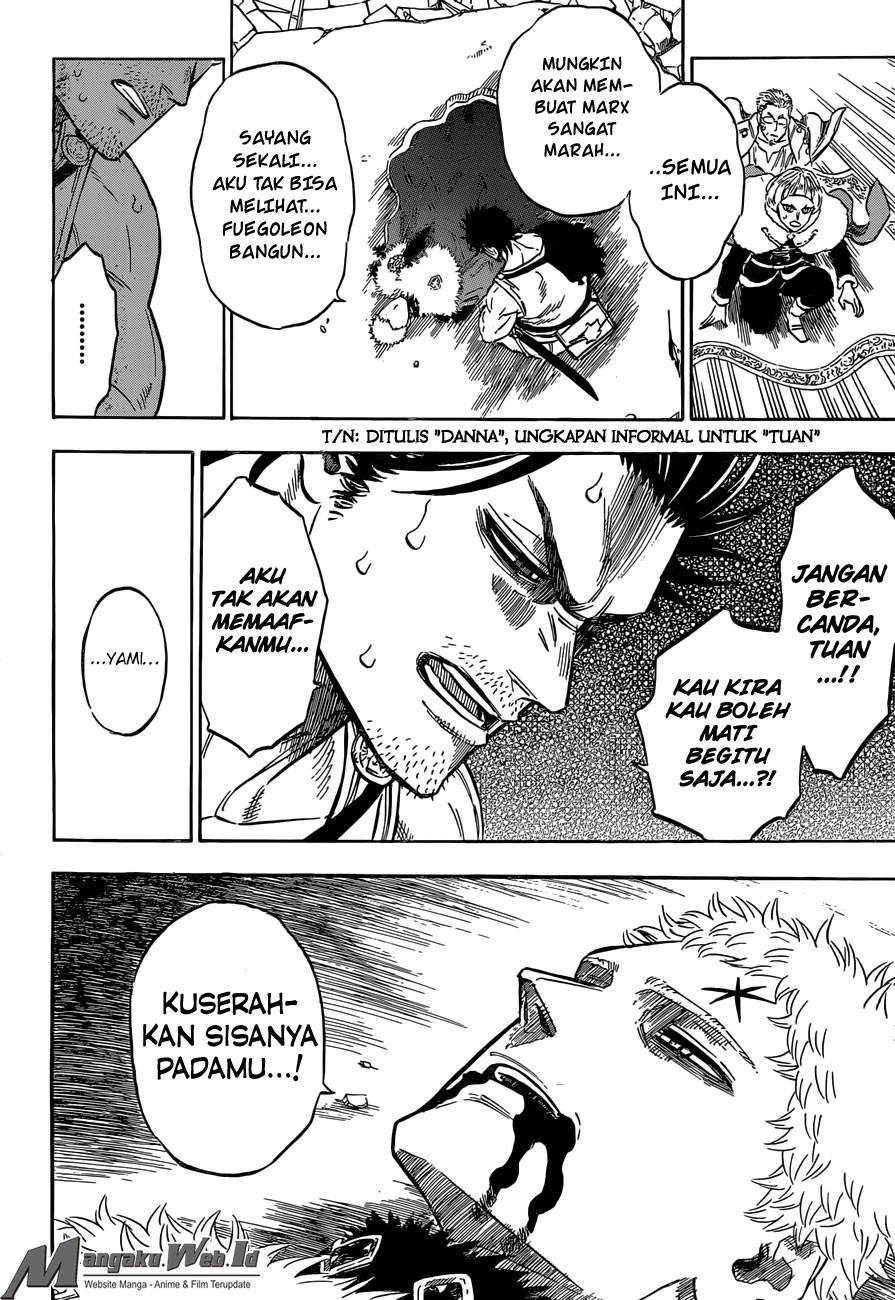 ..SEMUA
INI...
MUNGKIN
AKAN MEM-
BUAT MARX
SANGAT
MARAH...
SAYANG
SEKALI...
AKU TAK BISA
MELIHAT...
FUEGOLEON
BANGUN...
.........
T/N: DITULIS "DANNA", UNGKAPAN INFORMAL UNTUK "TUAN"
JANGAN
BER-
CANDA,
TUAN
...!!
KAU KIRA
KAU BOLEH
MATI
BEGITU
SAJA...?!
AKU
TAK AKAN
MEMAAF-
KANMU...
...YAMI...
KUSERAH-
KAN SISANYA
PADAMU...!
Mangaku.Web.Id
Website Manga - Anime & Film Terupdate